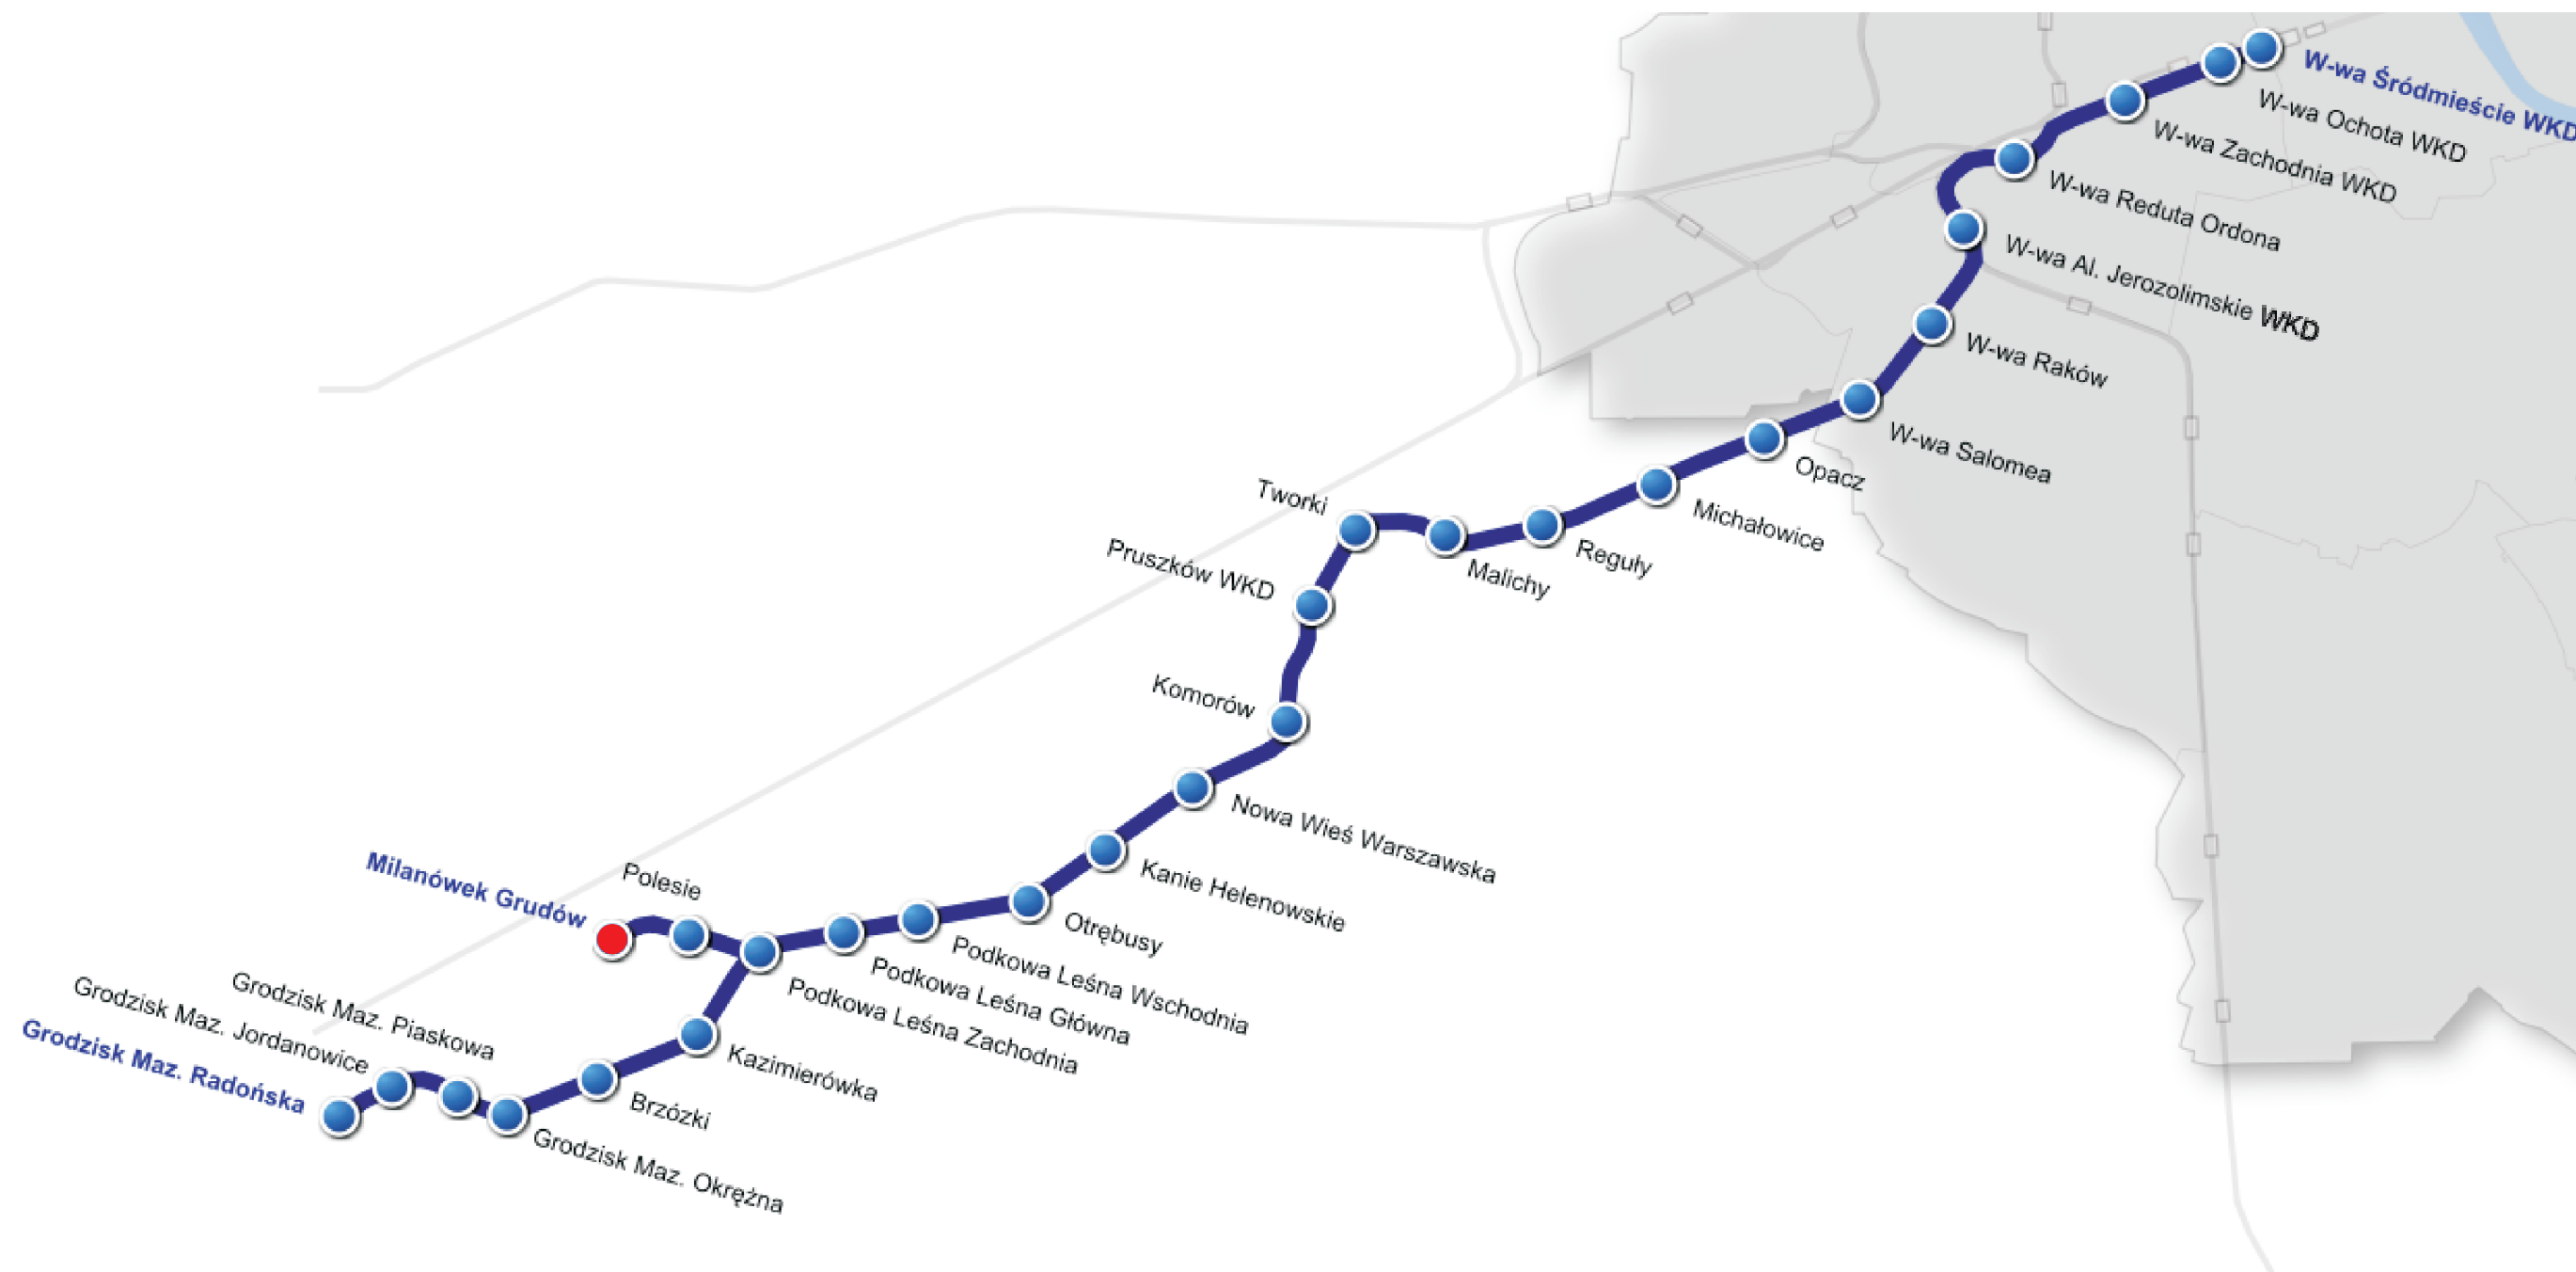 W-wa Śródmieście WKD
W-wa Ochota WKD
W-wa Zachodnia WKD
W-wa Reduta Ordona
W-wa Al. Jerozolimskie WKD
W-wa Raków
W-wa Salomea
Opacz
Michałowice
Reguły
Malichy
Tworki
Pruszków WKD
Komorów
Nowa Wieś Warszawska
Kanie Helenowskie
Otrębusy
Podkowa Leśna Wschodnia
Podkowa Leśna Główna
Podkowa Leśna Zachodnia
Polesie
Milanówek Grudów
Kazimierówka
Brzózki
Grodzisk Maz. Okrężna
Grodzisk Maz. Piaskowa
Grodzisk Maz. Jordanowice
Grodzisk Maz. Radońska